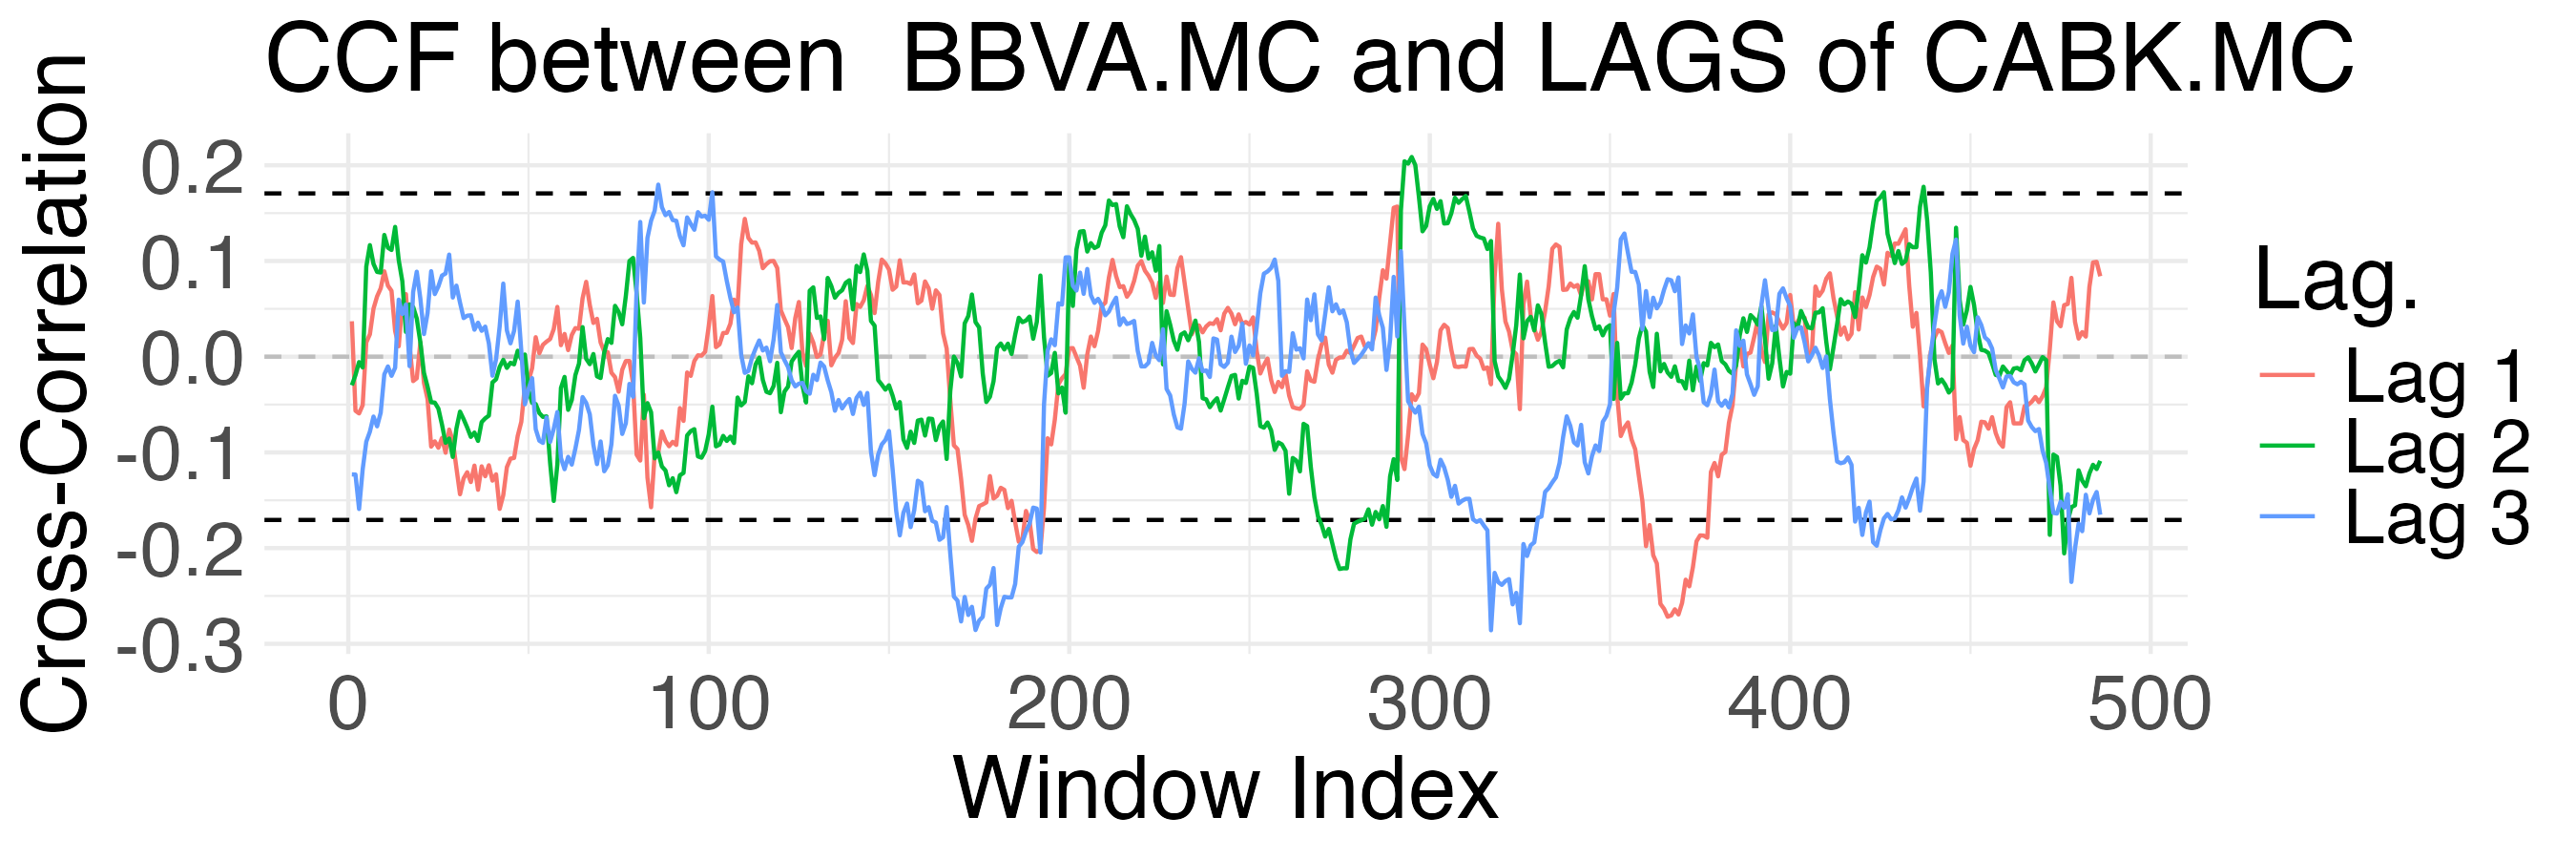 CCF between  BBVA.MC and LAGS of CABK.MC
Cross-Correlation
0.2
0.1
0.0
-0.1
-0.2
-0.3
0 100 200 300 400 500
Window Index
Lag.
Lag 1
Lag 2
Lag 3